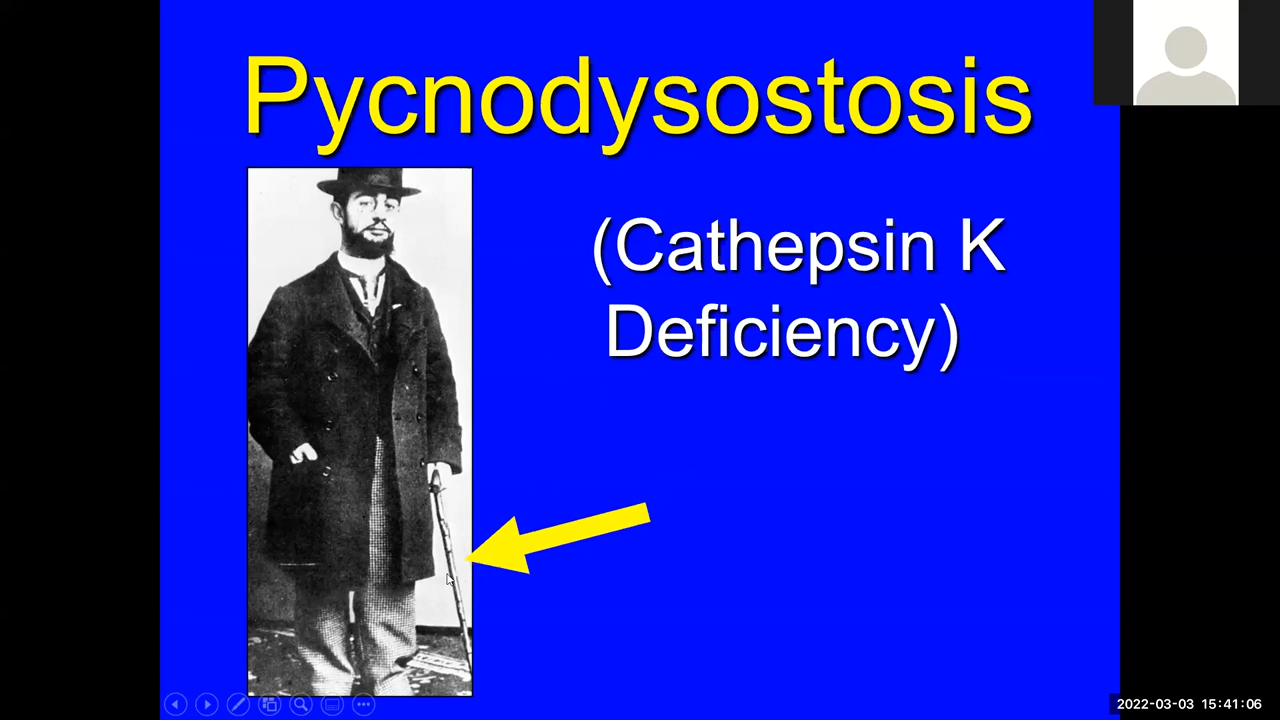 Pycnodysostosis
(Cathepsin K
Deficiency)
2022-03-03 15:41:06